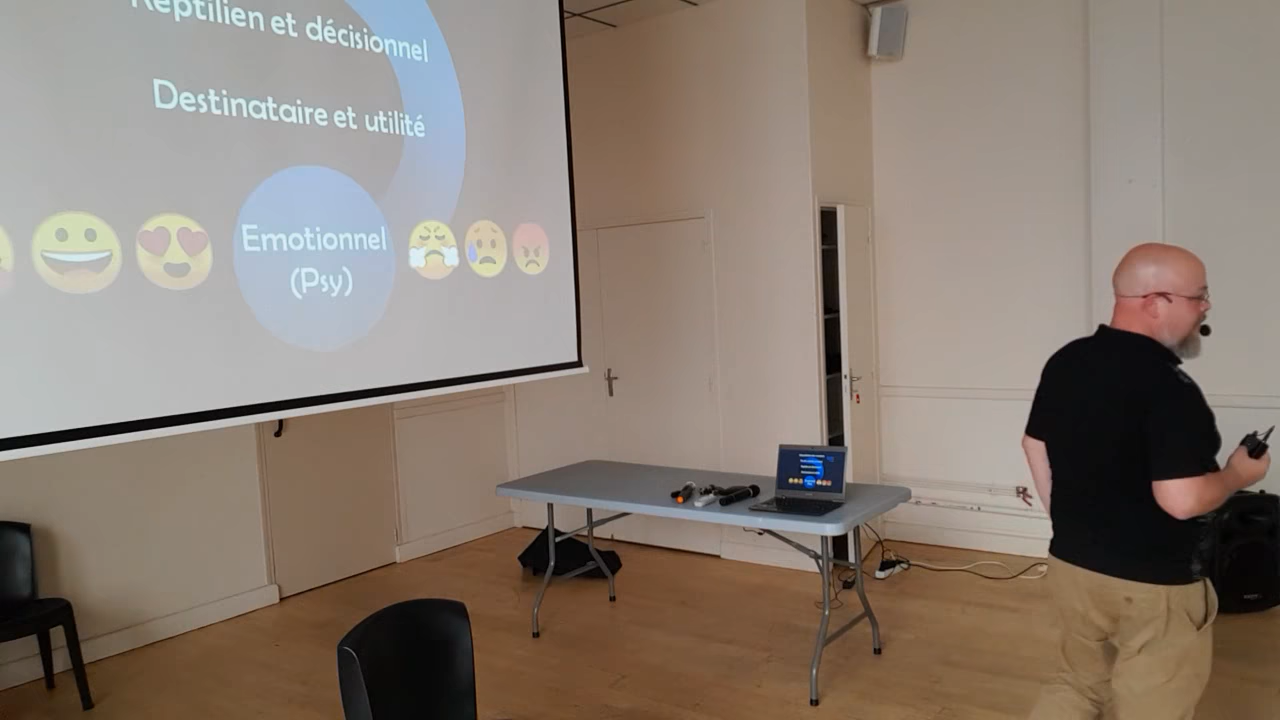 Reptilien et décisionnel
Destinataire et utilité
Emotionnel
(Psy)